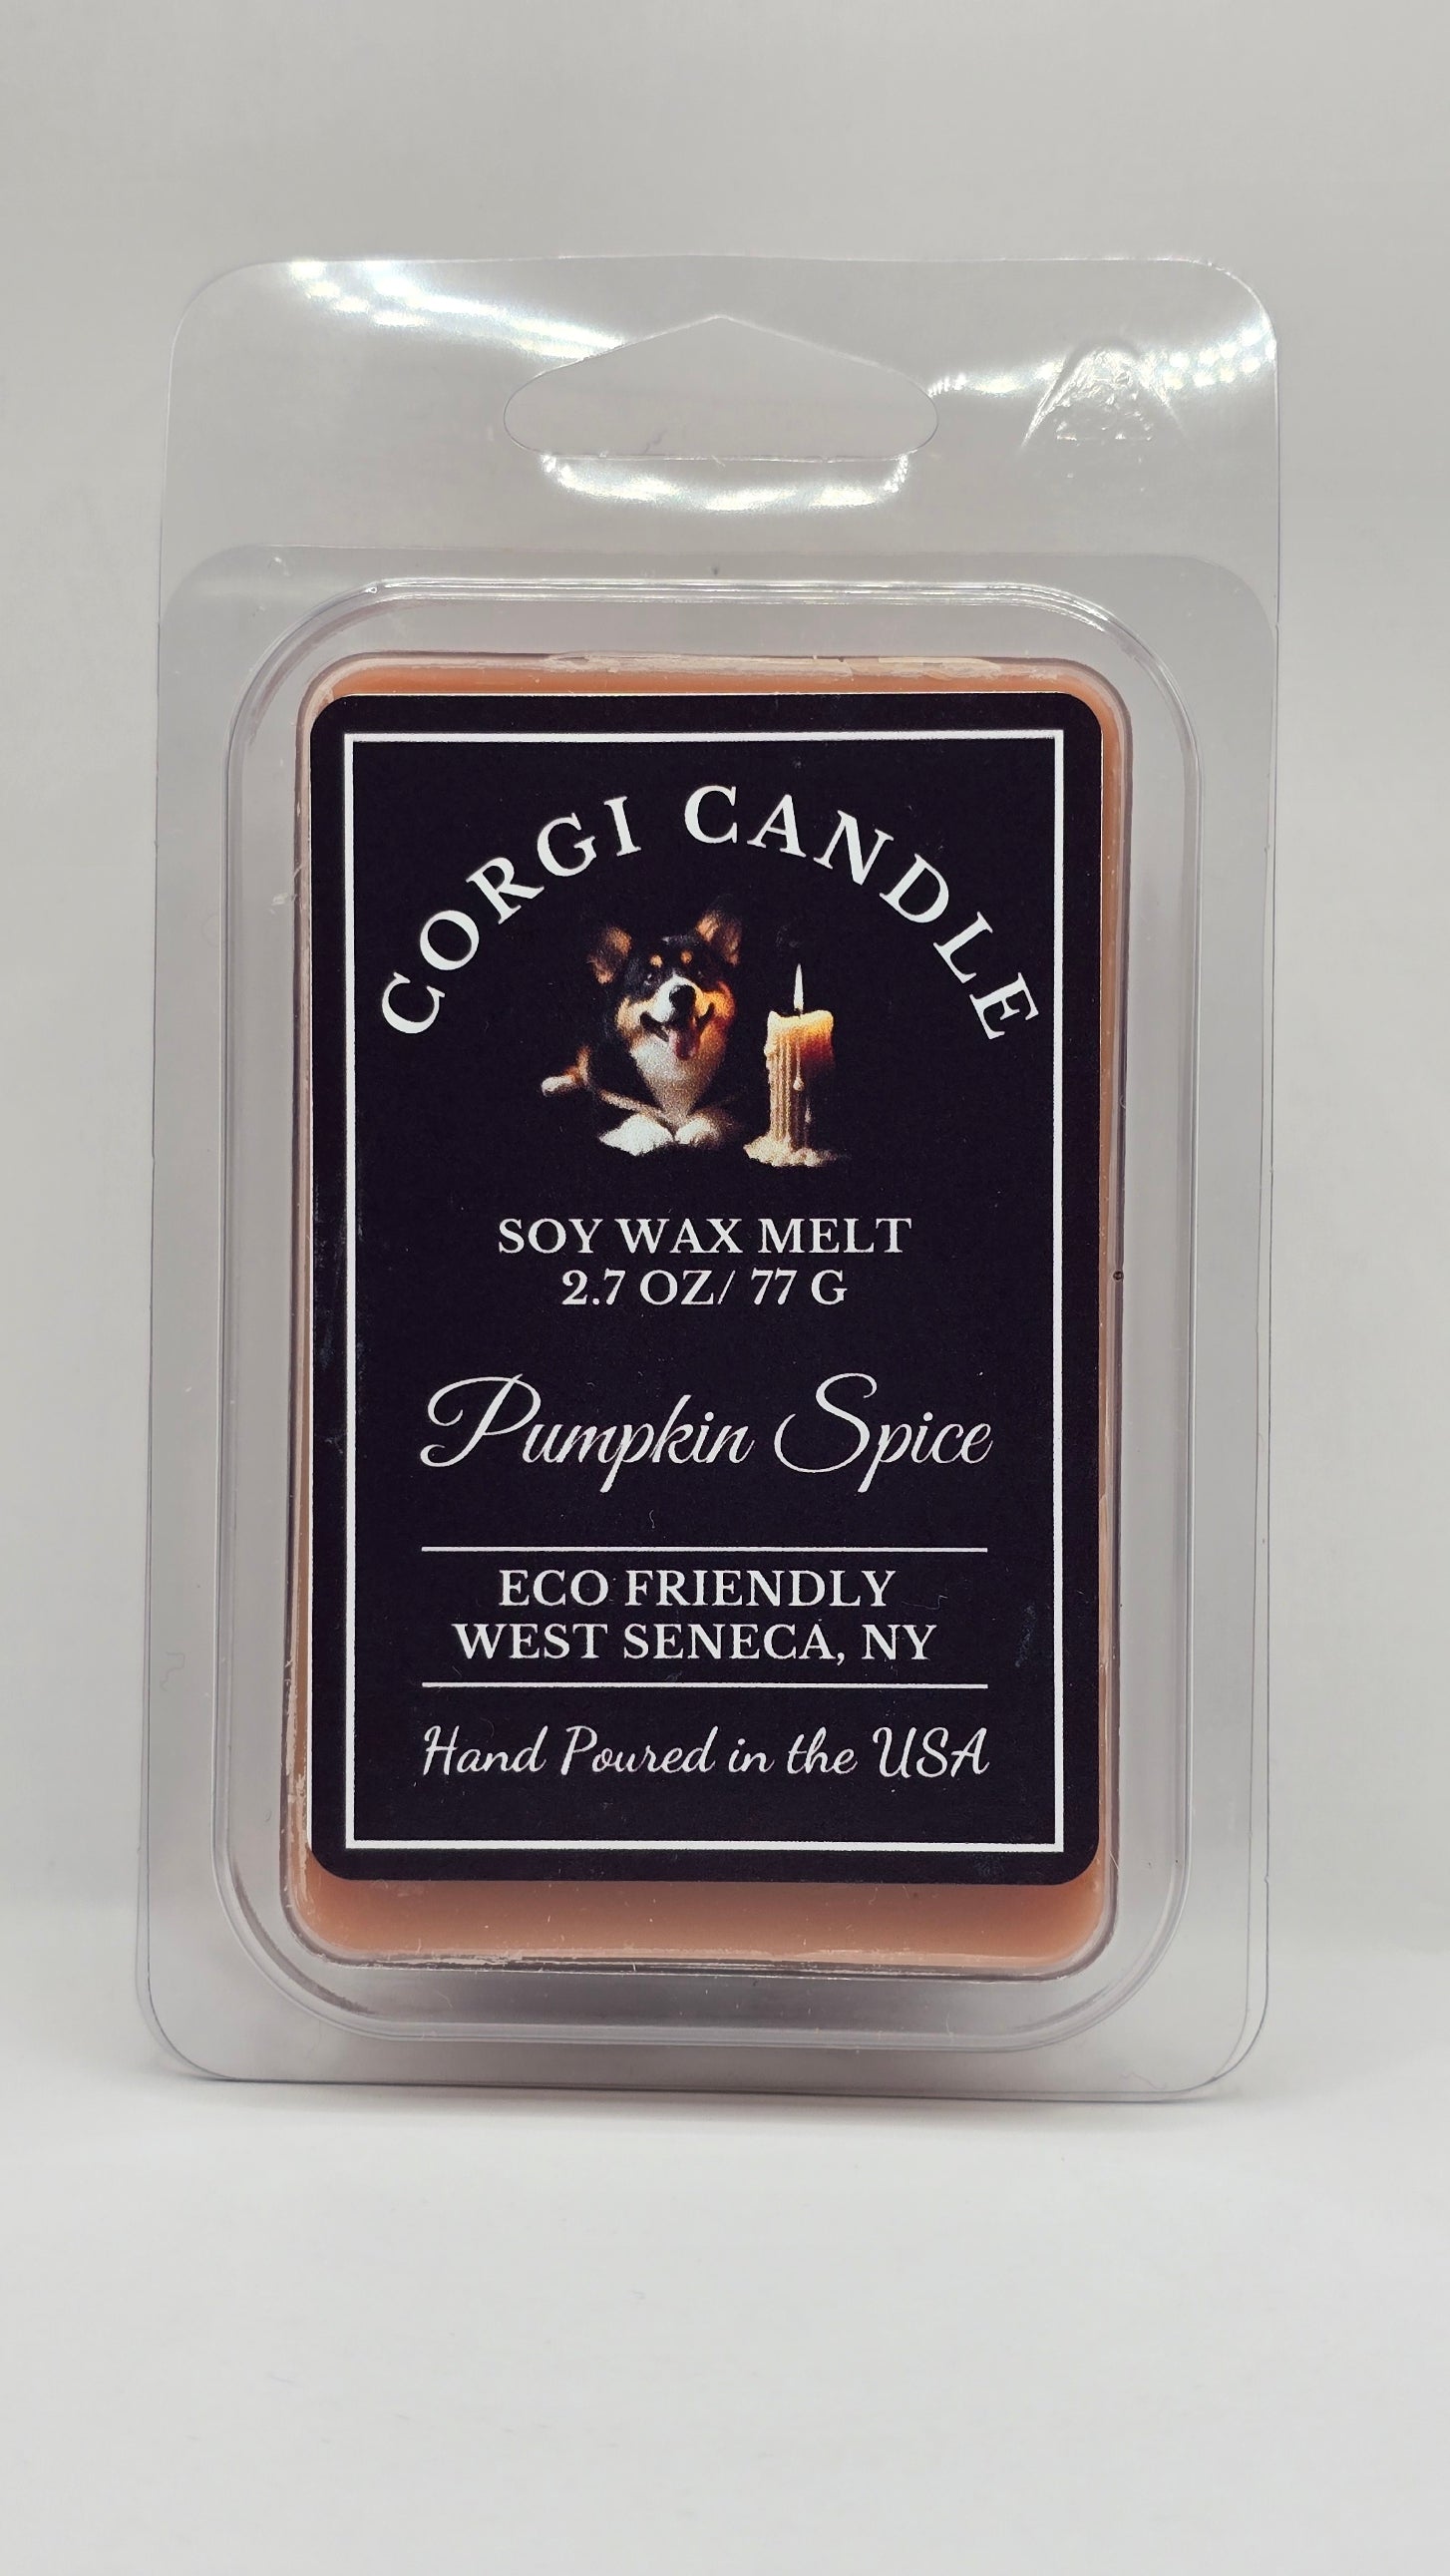 CORGI CANDLE
SOY WAX MELT
2.7 OZ/ 77 G
Pumpkin Spice
ECO FRIENDLY
WEST SENECA, NY
Hand Poured in the USA